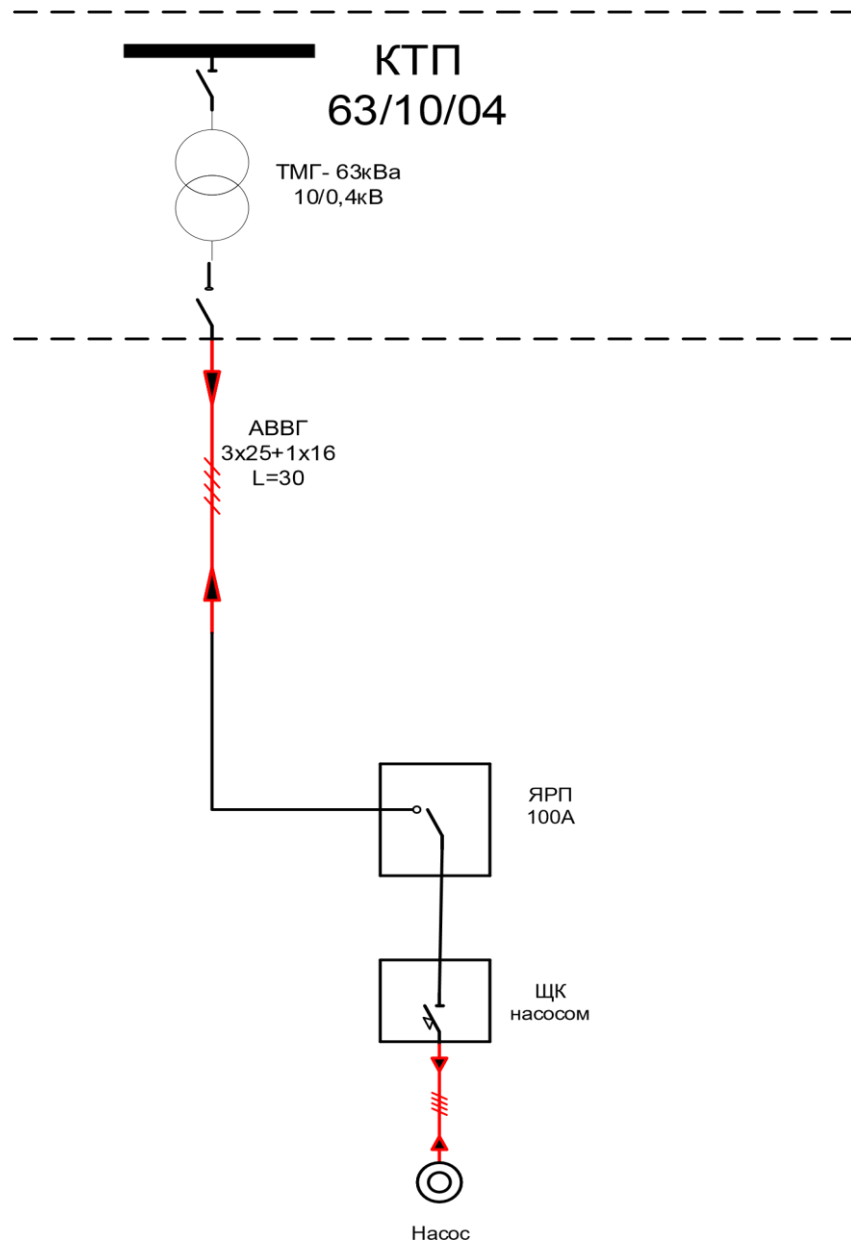 КТП
63/10/04
ТМГ- 63кВа
10/0,4кВ
АВВГ
3х25+1х16
L=30
ЯРП
100А
ЩК
насосом
Насос